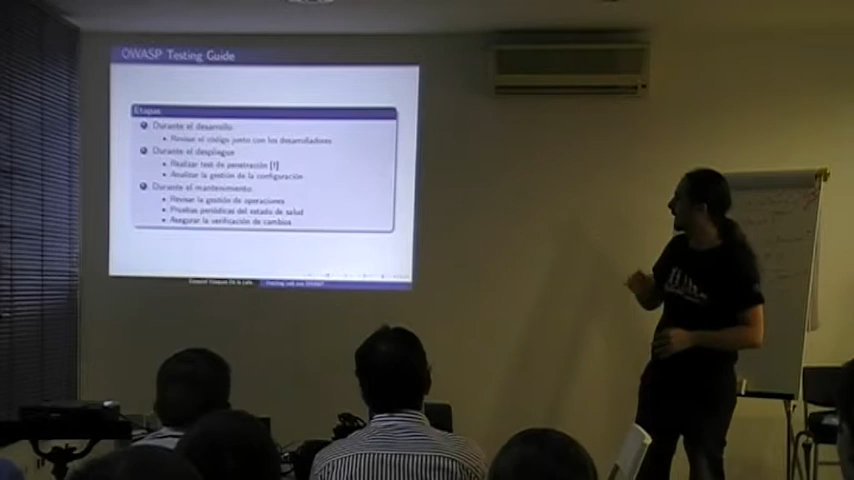 OWASP Testing Guide
Etapas
Durante el desarrollo
Revisar el código junto con los desarrolladores
Durante el despliegue
Realizar test de penetración [!]
Analizar la gestión de la configuración
Durante el mantenimiento
Revisar la gestión de operaciones
Pruebas periódicas del estado de salud
Asegurar la verificación de cambios